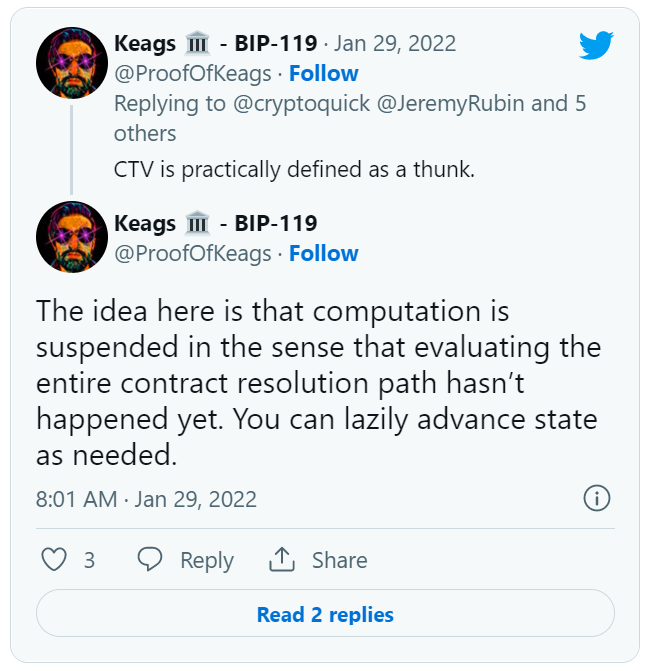 Keags 🏛 - BIP-119 · Jan 29, 2022
@ProofOfKeags · Follow
Replying to @cryptoquick @JeremyRubin and 5
others
CTV is practically defined as a thunk.
Keags 🏛 - BIP-119
@ProofOfKeags · Follow
The idea here is that computation is
suspended in the sense that evaluating the
entire contract resolution path hasn’t
happened yet. You can lazily advance state
as needed.
8:01 AM · Jan 29, 2022
3 Reply Share
Read 2 replies